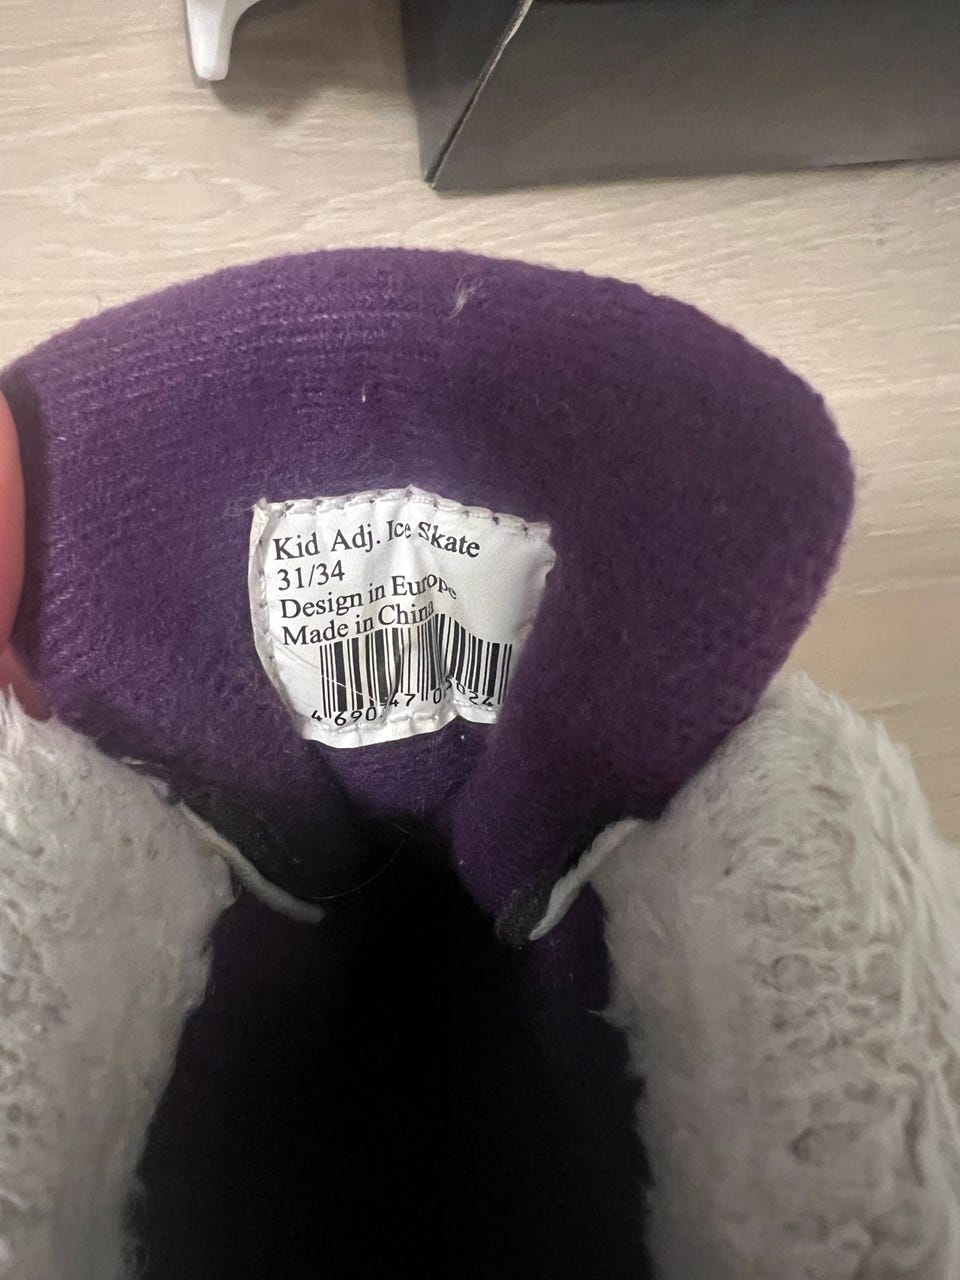 Kid Adj. Ice Skate
31/34
Design in Europe
Made in China